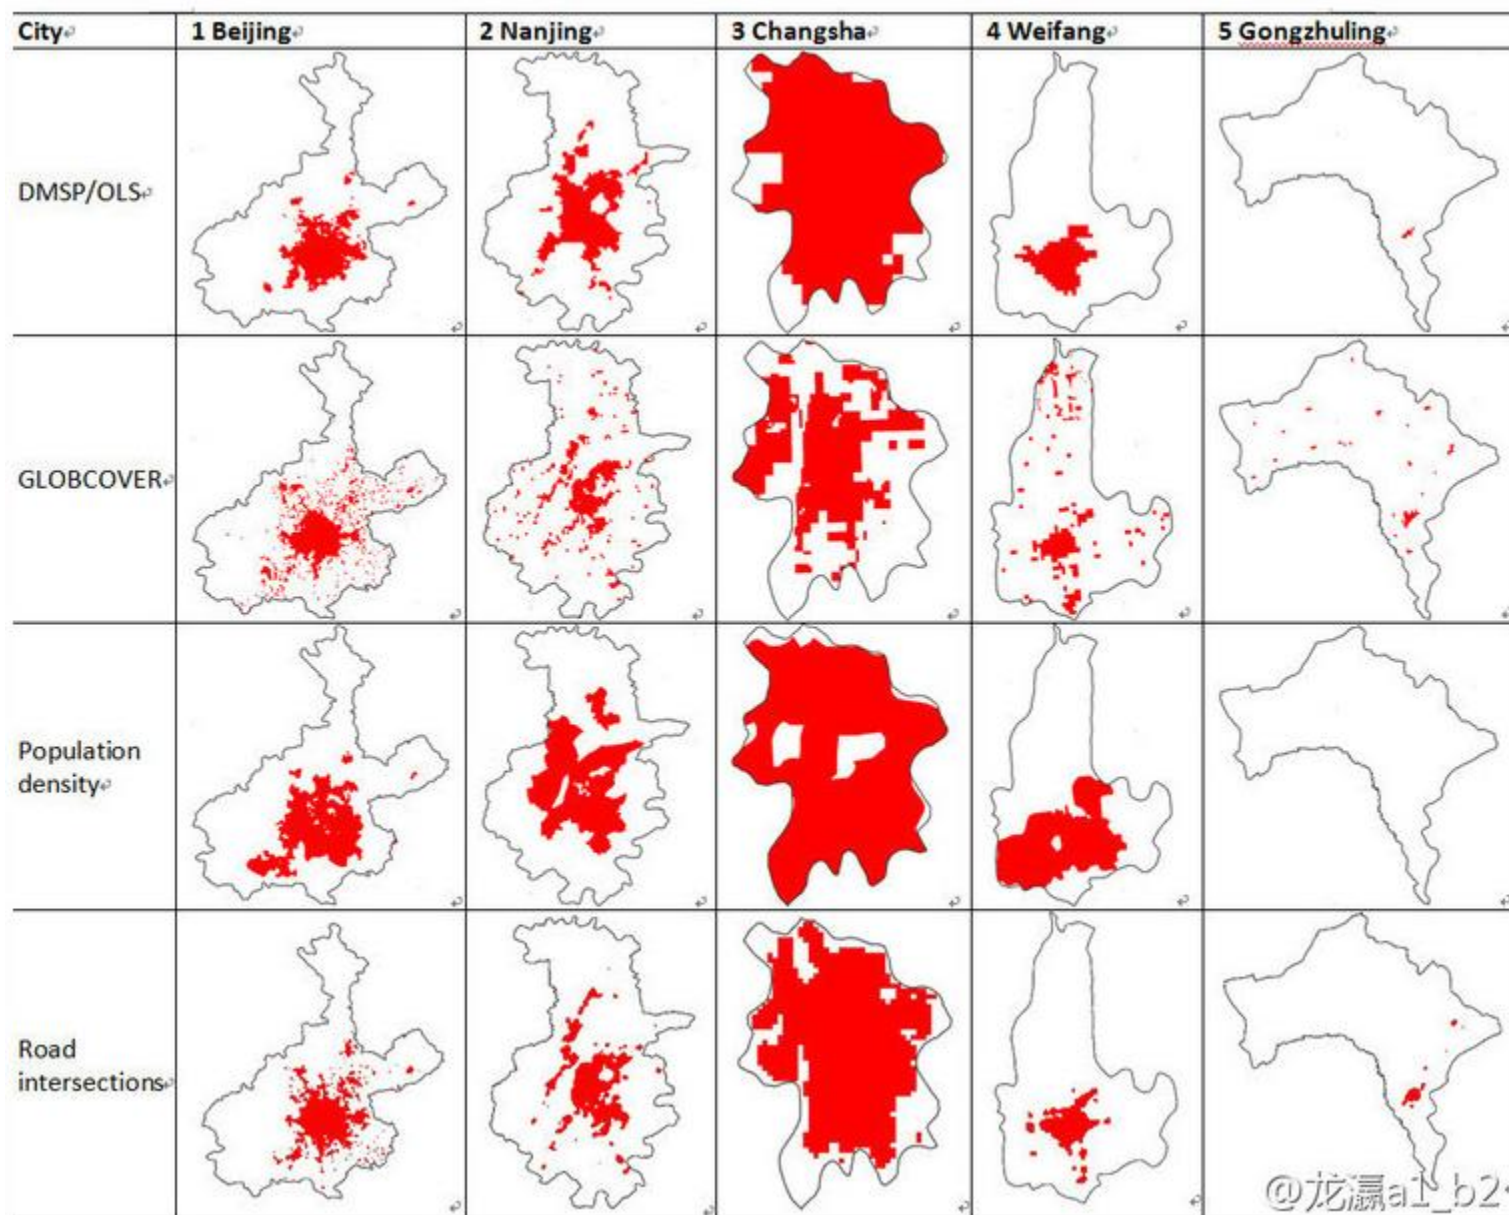 City 1 Beijing 2 Nanjing 3 Changsha 4 Weifang 5 Gongzhuling
DMSP/OLS
GLOBCOVER
Population
density
Road
intersections
@龙瀛a1_b2